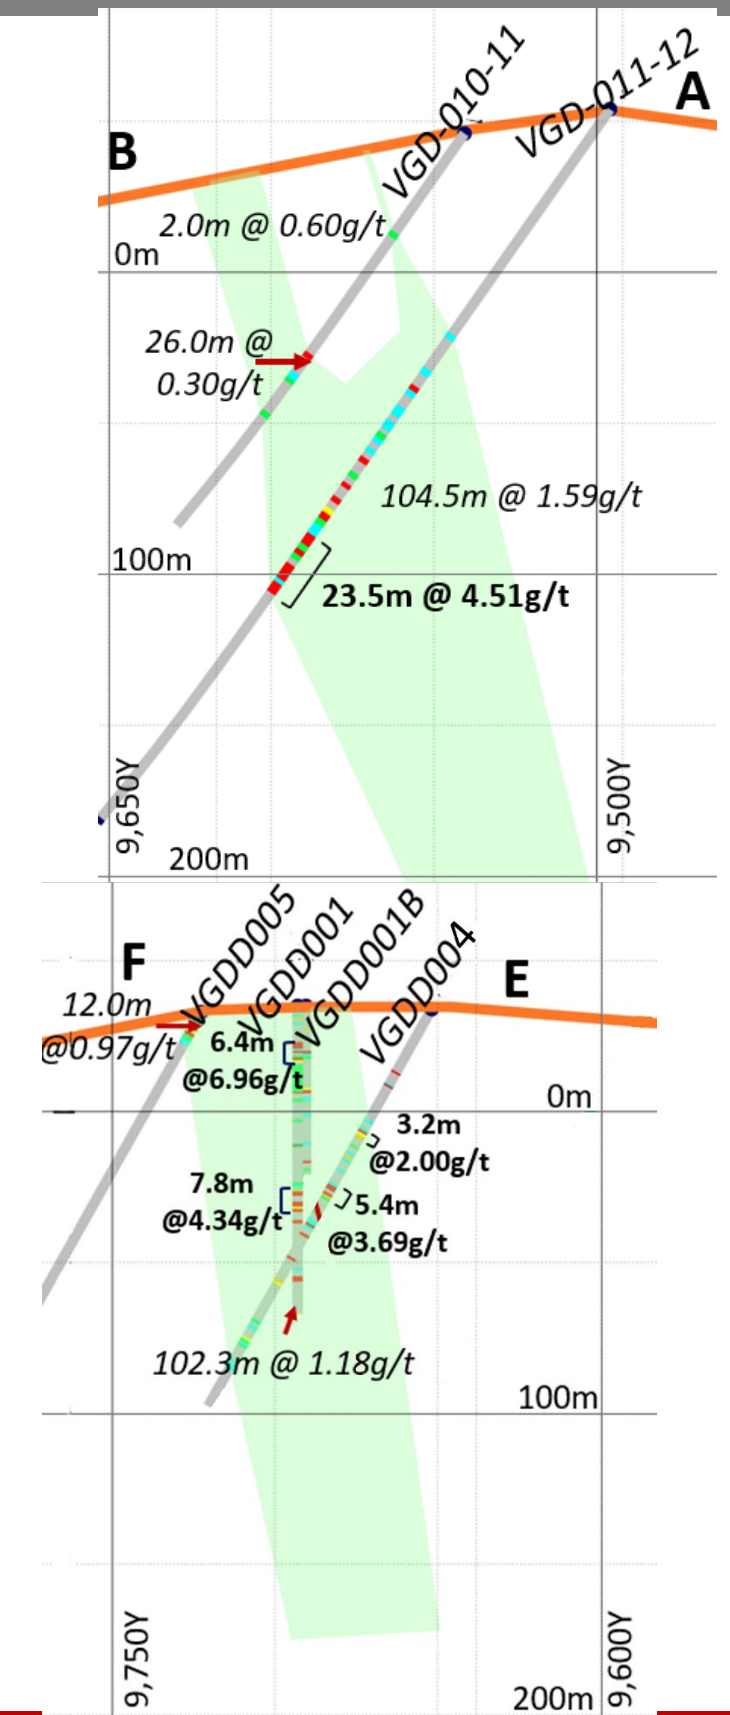 VGD-010-11
VGD-011-12
A
B
2.0m @ 0.60g/t
0m
26.0m @
0.30g/t
104.5m @ 1.59g/t
100m
23.5m @ 4.51g/t
9,650Y
9,500Y
200m
VGDD005
VGDD001
VGDD001B
VGDD004
F
E
12.0m
@0.97g/t
6.4m
@6.96g/t
0m
3.2m
@2.00g/t
7.8m
@4.34g/t
5.4m
@3.69g/t
102.3m @ 1.18g/t
100m
9,750Y
9,600Y
200m